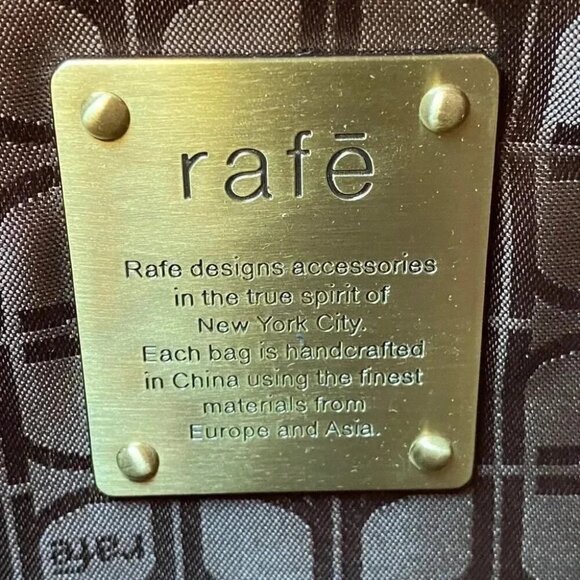 rafē
Rafe designs accessories
in the true spirit of
New York City.
Each bag is handcrafted
in China using the finest
materials from
Europe and Asia.
rafe